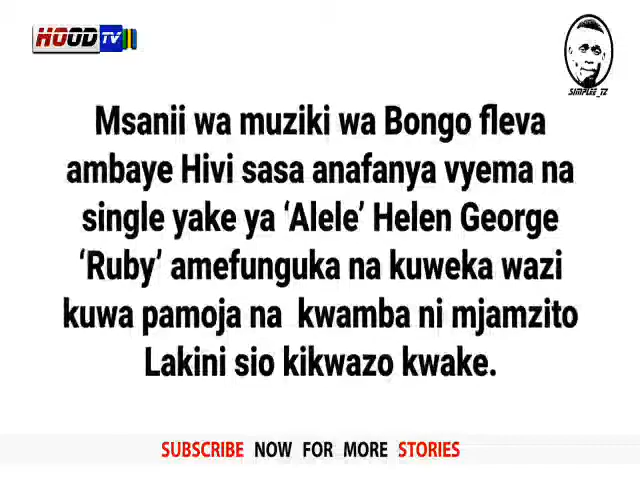 HOOD TV
SIMPLEE_TZ
Msanii wa muziki wa Bongo fleva
ambaye Hivi sasa anafanya vyema na
single yake ya ‘Alele’ Helen George
‘Ruby’ amefunguka na kuweka wazi
kuwa pamoja na kwamba ni mjamzito
Lakini sio kikwazo kwake.
SUBSCRIBE NOW FOR MORE STORIES